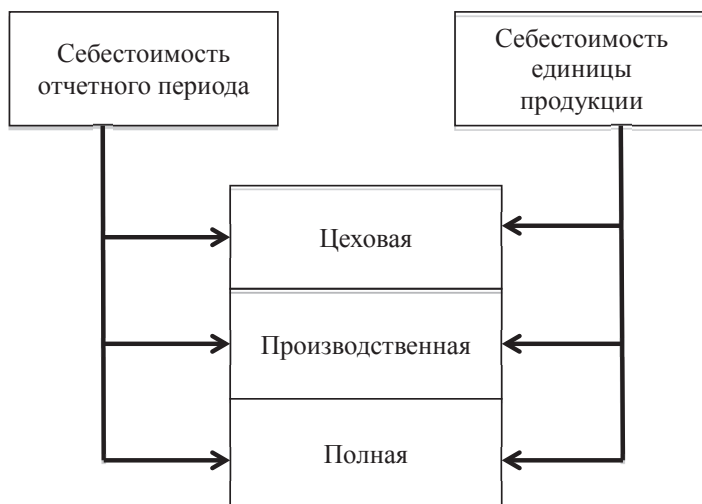 Себестоимость
отчетного периода
Себестоимость
единицы
продукции
Цеховая
Производственная
Полная